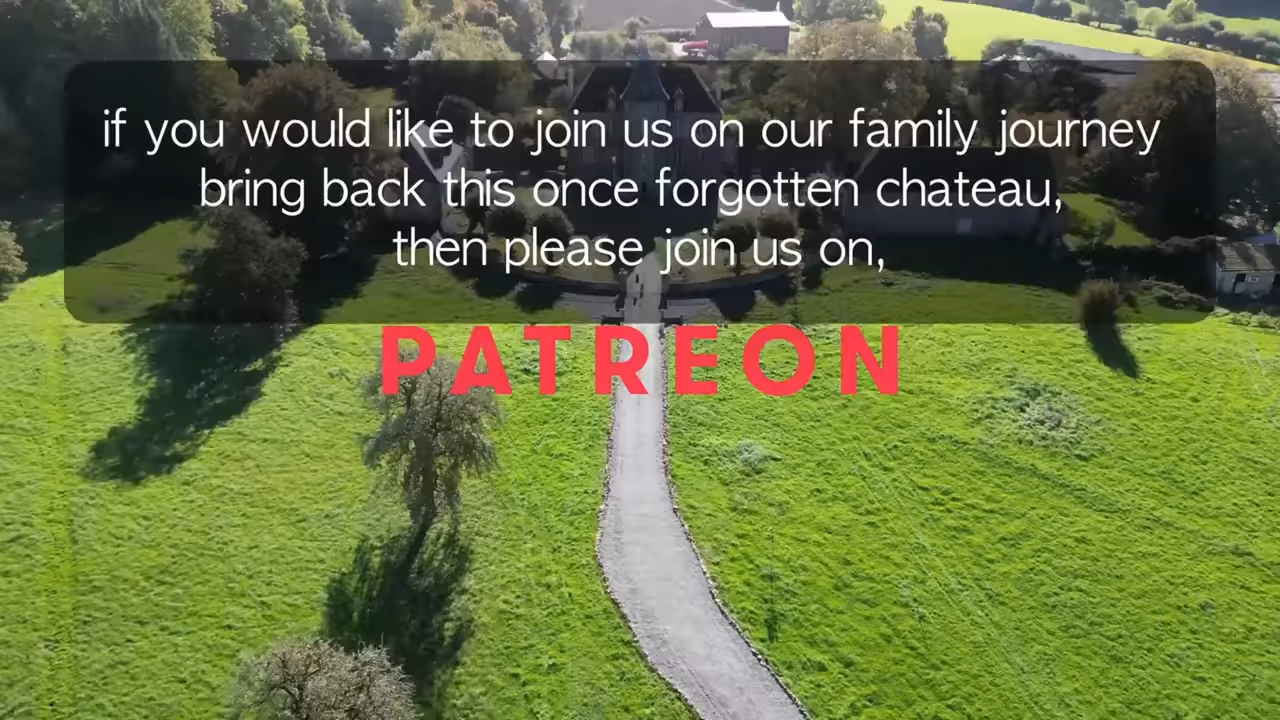 if you would like to join us on our family journey
bring back this once forgotten chateau,
then please join us on,
PATREON